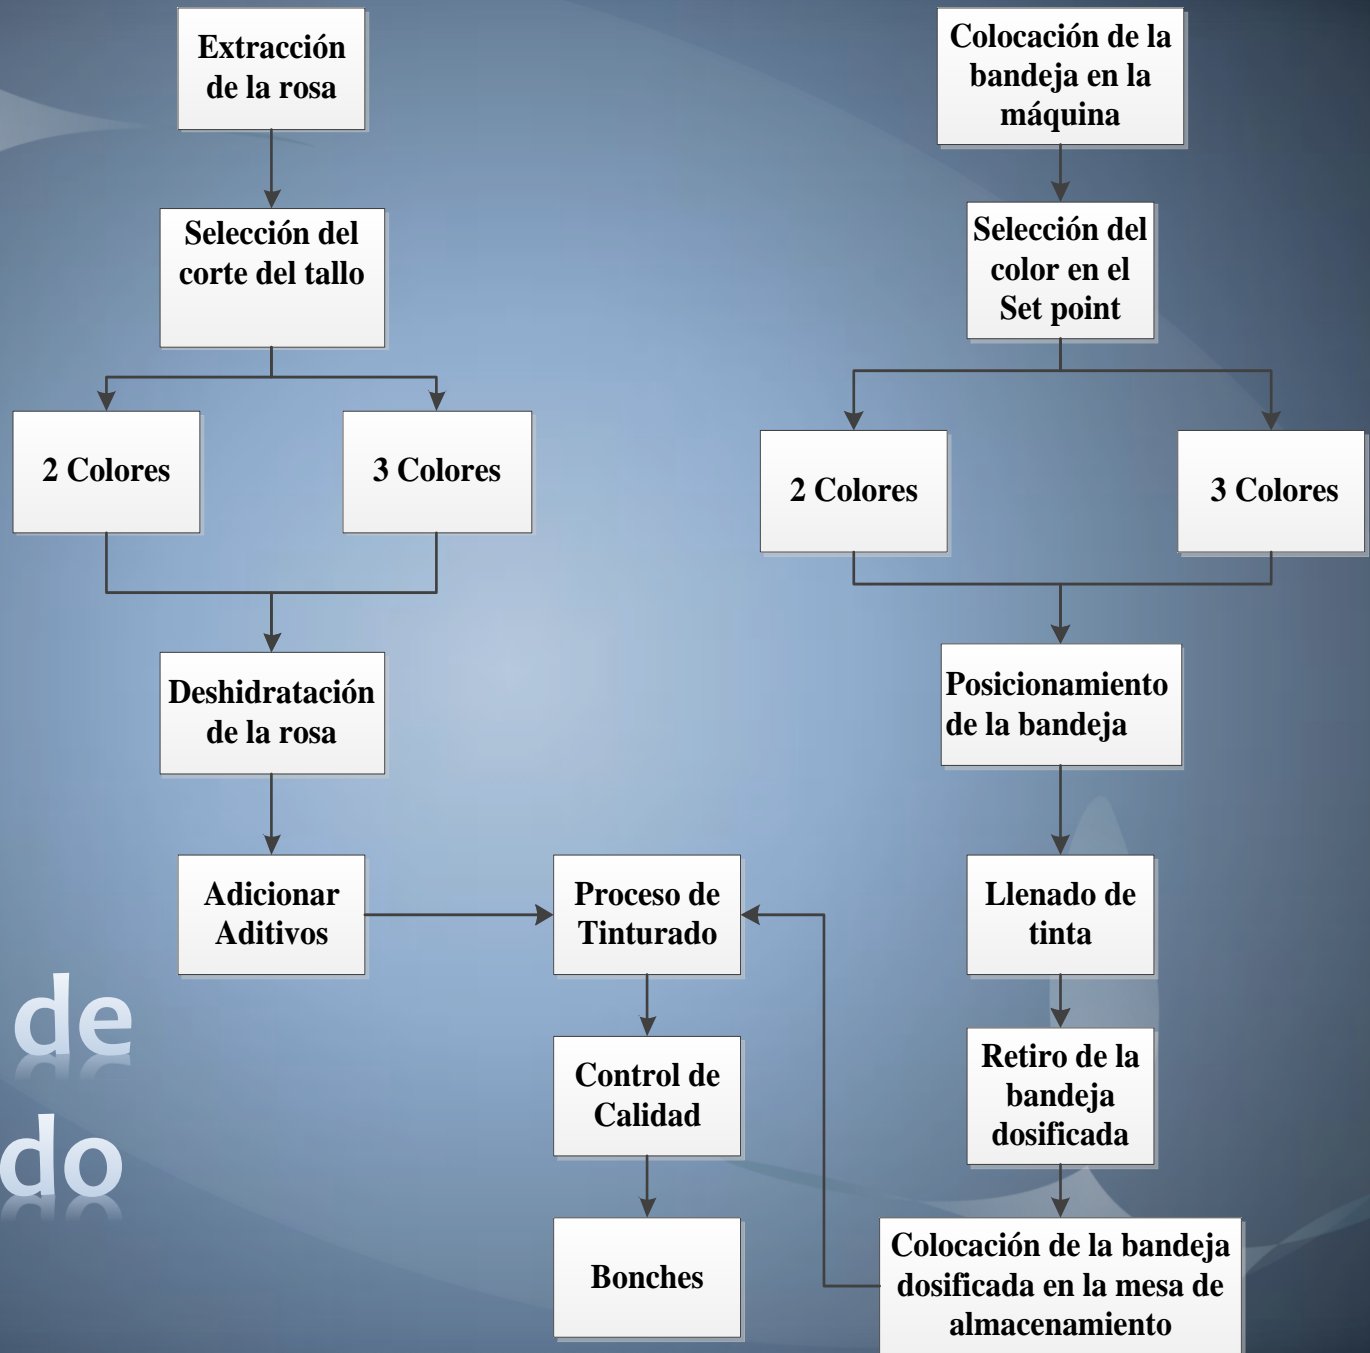 Extracción
de la rosa
Selección del
corte del tallo
2 Colores
3 Colores
Deshidratación
de la rosa
Adicionar
Aditivos
Proceso de
Tinturado
Control de
Calidad
Bonches
Colocación de la
bandeja en la
máquina
Selección del
color en el
Set point
2 Colores
3 Colores
Posicionamiento
de la bandeja
Llenado de
tinta
Retiro de la
bandeja
dosificada
Colocación de la bandeja
dosificada en la mesa de
almacenamiento
de
do